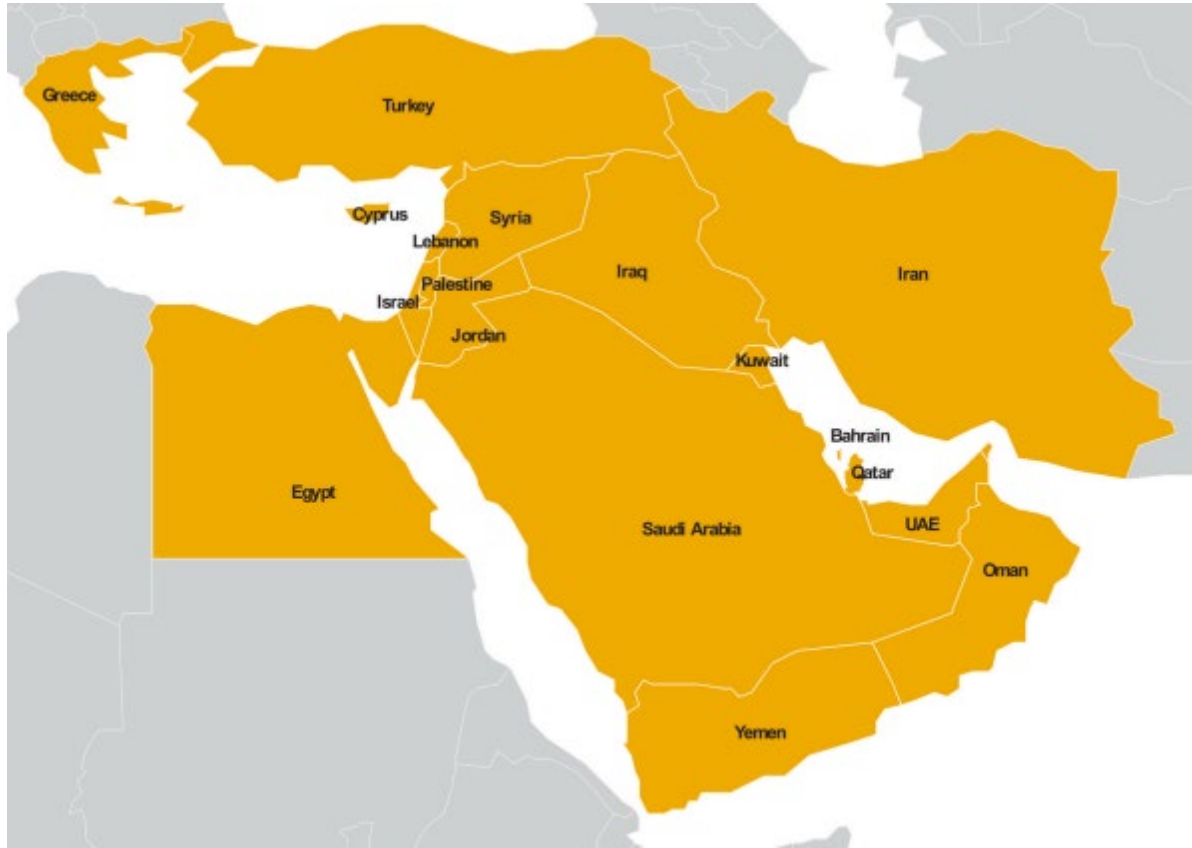 Greece
Turkey
Cyprus
Syria
Lebanon
Iraq
Iran
Palestine
Israel
Jordan
Kuwait
Bahrain
Qatar
Egypt
Saudi Arabia
UAE
Oman
Yemen